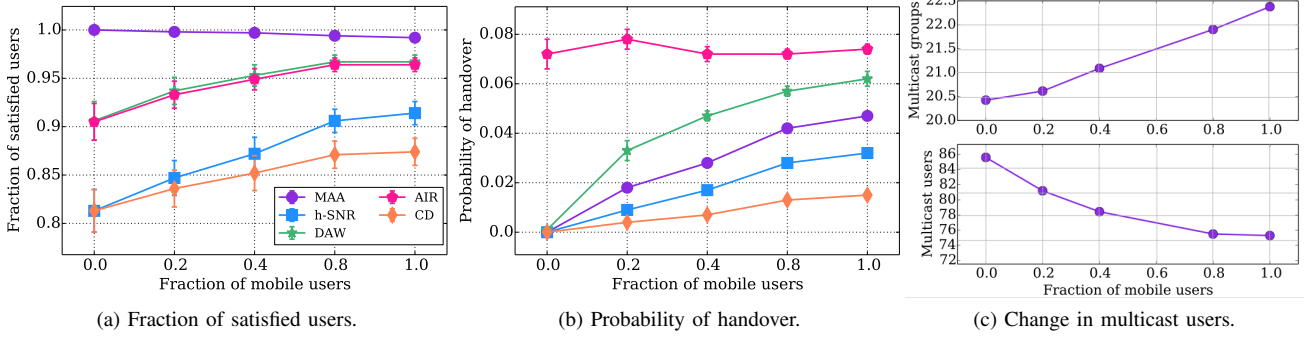 Fraction of satisfied users
1.0
0.95
0.9
0.85
0.8
MAA
h-SNR
DAW
AIR
CD
0.0 0.2 0.4 0.8 1.0
Fraction of mobile users
(a) Fraction of satisfied users.
Probability of handover
0.08
0.06
0.04
0.02
0.0
0.0 0.2 0.4 0.8 1.0
Fraction of mobile users
(b) Probability of handover.
Multicast groups
22.5
22.0
21.5
21.0
20.5
20.0
0.0 0.2 0.4 0.6 0.8 1.0
Multicast users
86
84
82
80
78
76
74
72
0.0 0.2 0.4 0.6 0.8 1.0
Fraction of mobile users
(c) Change in multicast users.